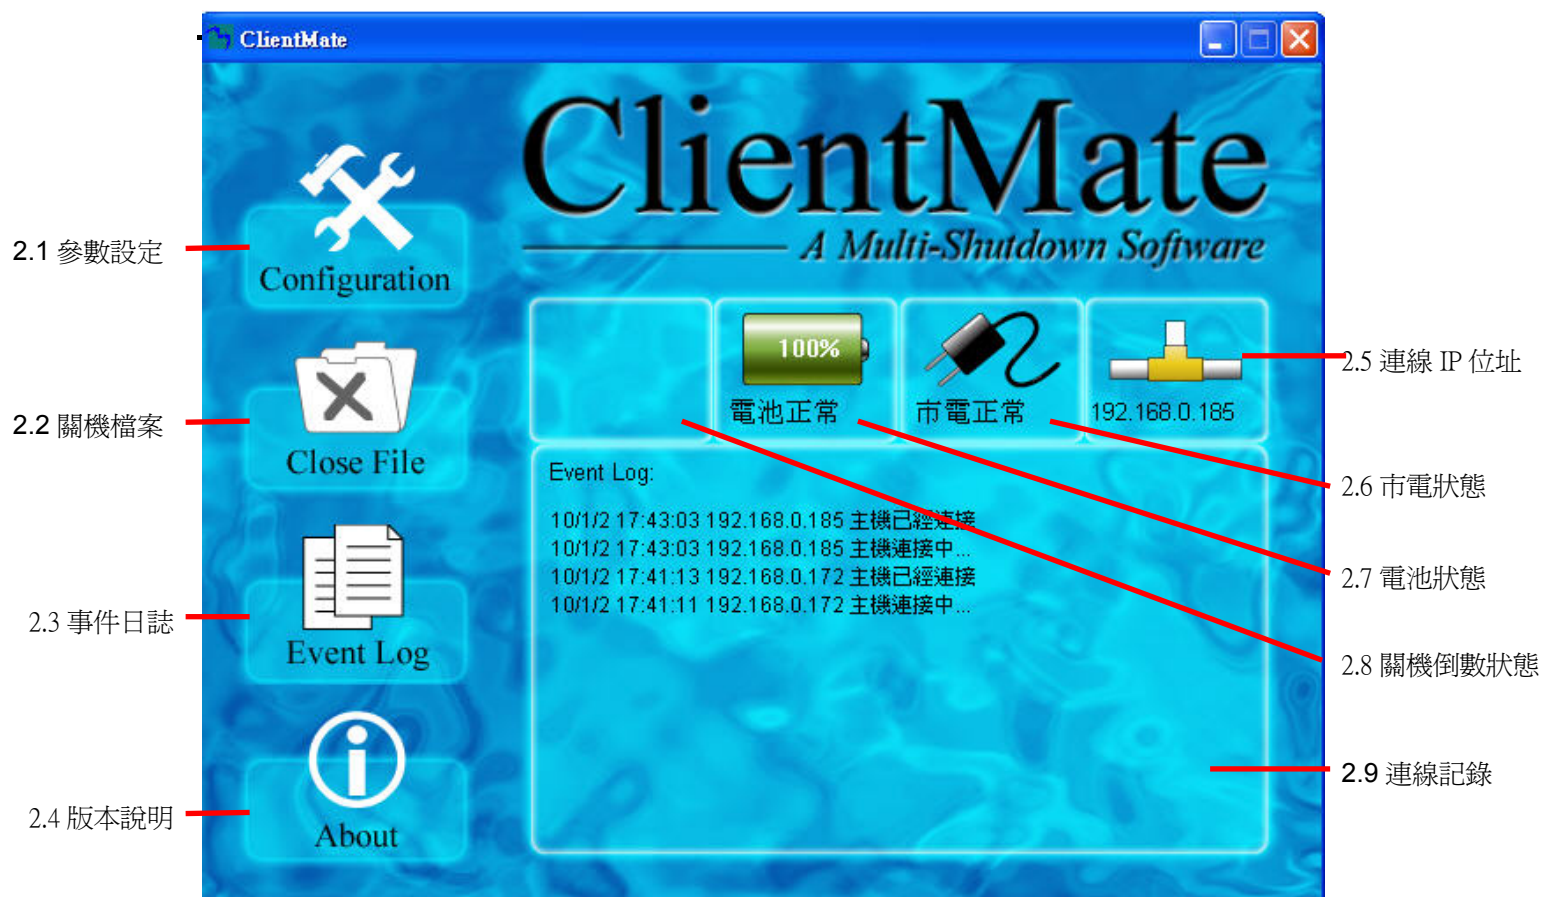 ClientMate
ClientMate
A Multi-Shutdown Software
2.1 參數設定
Configuration
2.2 關機檔案
Close File
2.3 事件日誌
Event Log
2.4 版本說明
About
100%
電池正常
市電正常
192.168.0.185
Event Log:
10/1/2 17:43:03 192.168.0.185 主機已經連接
10/1/2 17:43:03 192.168.0.185 主機連接中...
10/1/2 17:41:13 192.168.0.172 主機已經連接
10/1/2 17:41:11 192.168.0.172 主機連接中...
2.5 連線 IP 位址
2.6 市電狀態
2.7 電池狀態
2.8 關機倒數狀態
2.9 連線記錄